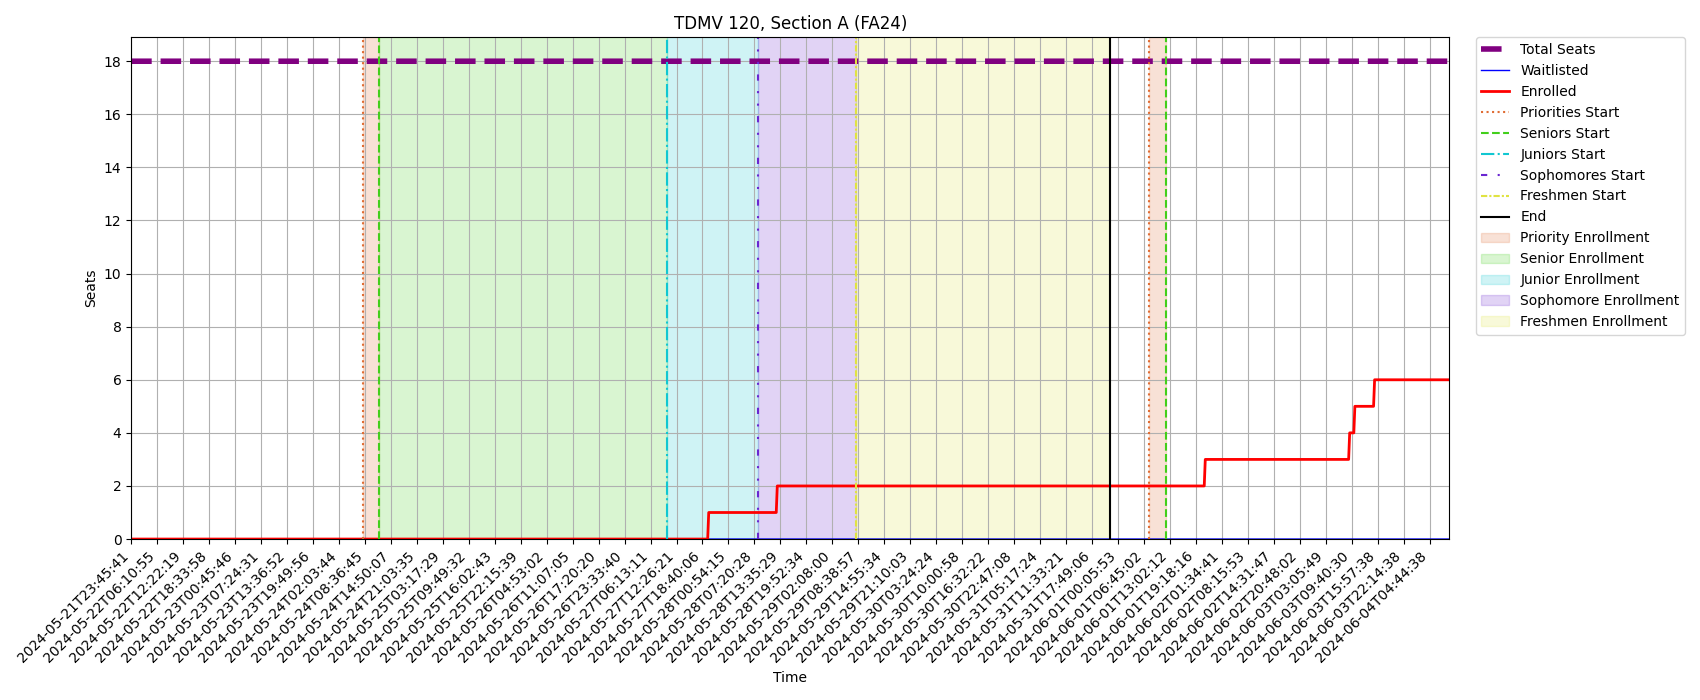 TDMV 120, Section A (FA24)
Seats
18
16
14
12
10
8
6
4
2
0
2024-05-21T23:45:41
2024-05-22T06:10:55
2024-05-22T12:22:19
2024-05-22T18:33:58
2024-05-23T00:45:46
2024-05-23T07:24:31
2024-05-23T13:36:52
2024-05-23T19:49:56
2024-05-24T02:03:44
2024-05-24T08:36:45
2024-05-24T14:50:07
2024-05-24T21:03:35
2024-05-25T03:17:29
2024-05-25T09:49:32
2024-05-25T16:02:43
2024-05-25T22:15:39
2024-05-26T04:53:02
2024-05-26T11:07:05
2024-05-26T17:20:20
2024-05-26T23:33:40
2024-05-27T06:13:11
2024-05-27T12:26:21
2024-05-27T18:40:06
2024-05-28T00:54:15
2024-05-28T07:20:28
2024-05-28T13:35:29
2024-05-28T19:52:34
2024-05-29T02:08:00
2024-05-29T08:38:57
2024-05-29T14:55:34
2024-05-29T21:10:03
2024-05-30T03:24:24
2024-05-30T10:00:58
2024-05-30T16:32:22
2024-05-30T22:47:08
2024-05-31T05:17:24
2024-05-31T11:33:21
2024-05-31T17:49:06
2024-06-01T00:05:53
2024-06-01T06:45:02
2024-06-01T13:02:12
2024-06-01T19:18:16
2024-06-02T01:34:41
2024-06-02T08:15:53
2024-06-02T14:31:47
2024-06-02T20:48:02
2024-06-03T03:05:49
2024-06-03T09:40:30
2024-06-03T15:57:38
2024-06-03T22:14:38
2024-06-04T04:44:38
Time
Total Seats
Waitlisted
Enrolled
Priorities Start
Seniors Start
Juniors Start
Sophomores Start
Freshmen Start
End
Priority Enrollment
Senior Enrollment
Junior Enrollment
Sophomore Enrollment
Freshmen Enrollment